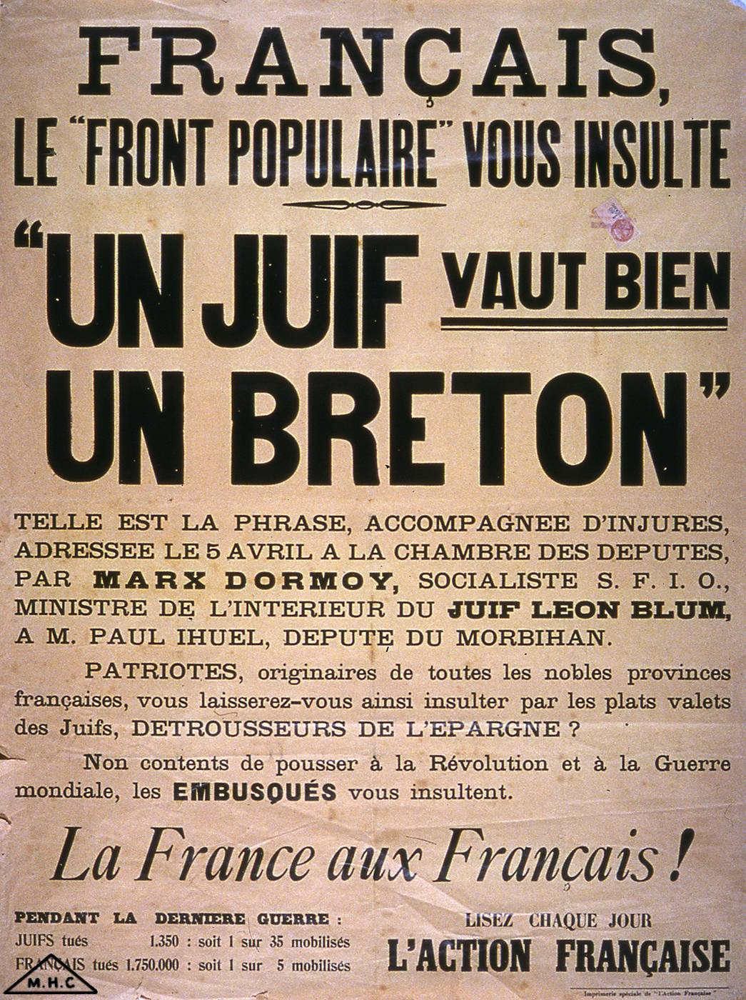 FRANÇAIS,
LE "FRONT POPULAIRE" VOUS INSULTE
"UN JUIF VAUT BIEN
UN BRETON"
TELLE EST LA PHRASE, ACCOMPAGNEE D'INJURES,
ADRESSEE LE 5 AVRIL A LA CHAMBRE DES DEPUTES,
PAR MARX DORMOY, SOCIALISTE S. F. I. O.,
MINISTRE DE L'INTERIEUR DU JUIF LEON BLUM,
A M. PAUL IHUEL, DEPUTE DU MORBIHAN.
PATRIOTES, originaires de toutes les nobles provinces
françaises, vous laisserez-vous ainsi insulter par les plats valets
des Juifs, DETROUSSEURS DE L'EPARGNE ?
Non contents de pousser à la Révolution et à la Guerre
mondiale, les EMBUSQUÉS vous insultent.
La France aux Français !
PENDANT LA DERNIERE GUERRE :
JUIFS tués 1.350 : soit 1 sur 35 mobilisés
FRANÇAIS tués 1.750.000 : soit 1 sur 5 mobilisés
LISEZ CHAQUE JOUR
L'ACTION FRANÇAISE
Imprimerie spéciale de "l'Action Française"
M.H.C